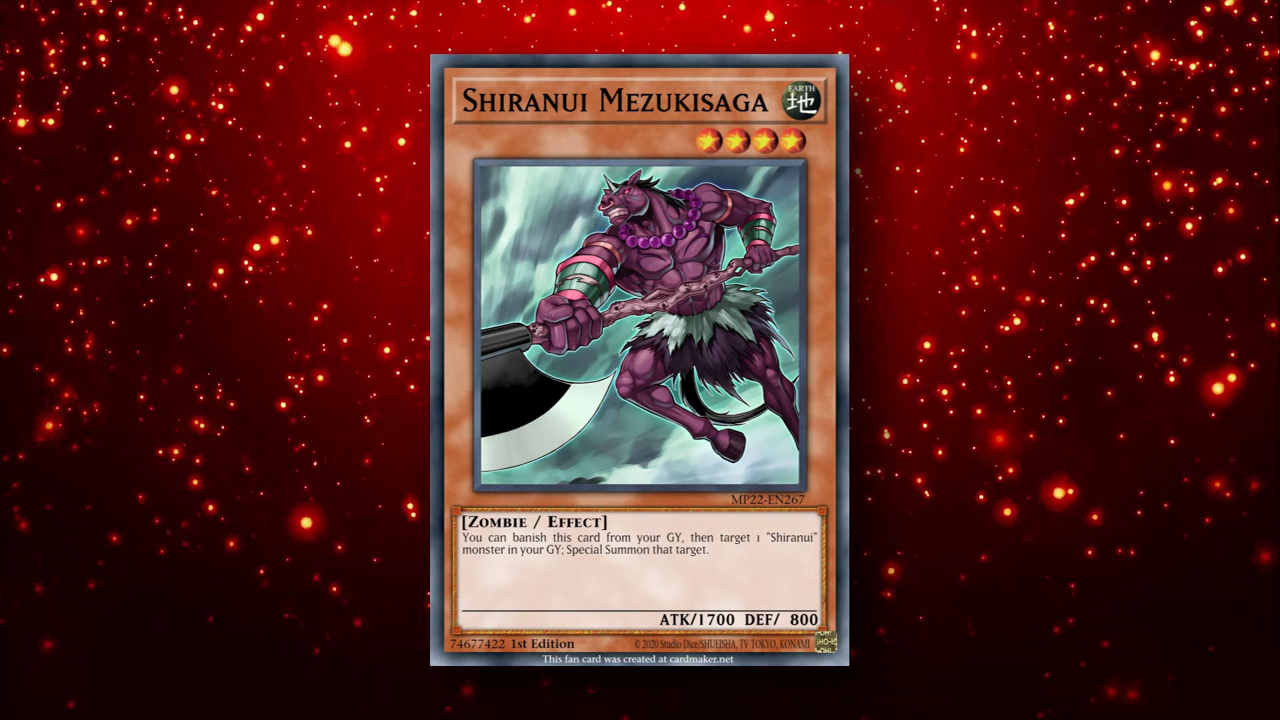 SHIRANUI MEZUKISAGA
EARTH
地
MP22-EN267
[ZOMBIE / EFFECT]
You can banish this card from your GY, then target 1 "Shiranui"
monster in your GY; Special Summon that target.
ATK/1700 DEF/ 800
74677422 1st Edition
© 2020 Studio Dice/SHUEISHA, TV TOKYO, KONAMI
This fan card was created at cardmaker.net